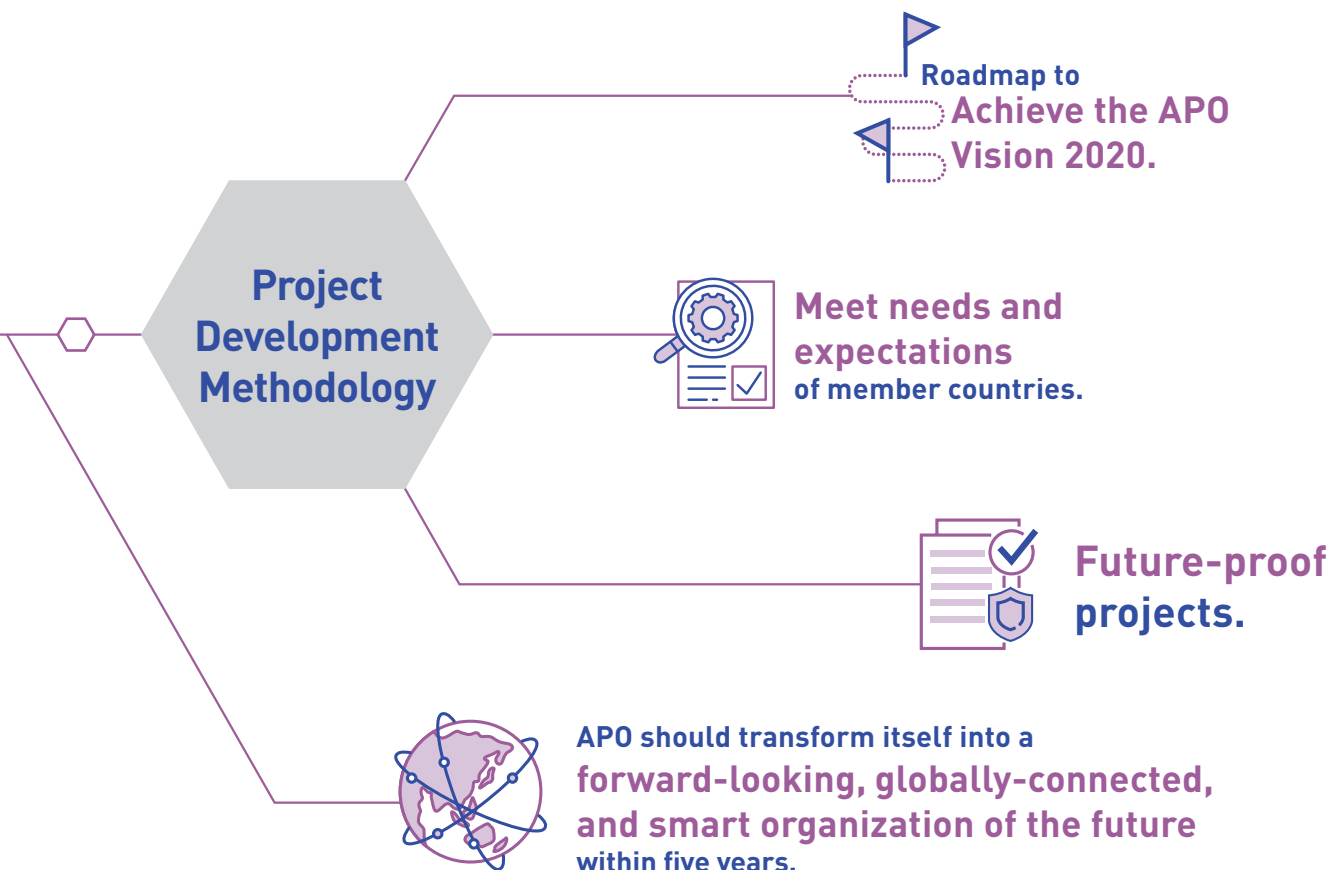 Roadmap to
Achieve the APO
Vision 2020.
Project
Development
Methodology
Meet needs and
expectations
of member countries.
Future-proof
projects.
APO should transform itself into a
forward-looking, globally-connected,
and smart organization of the future
within five years.